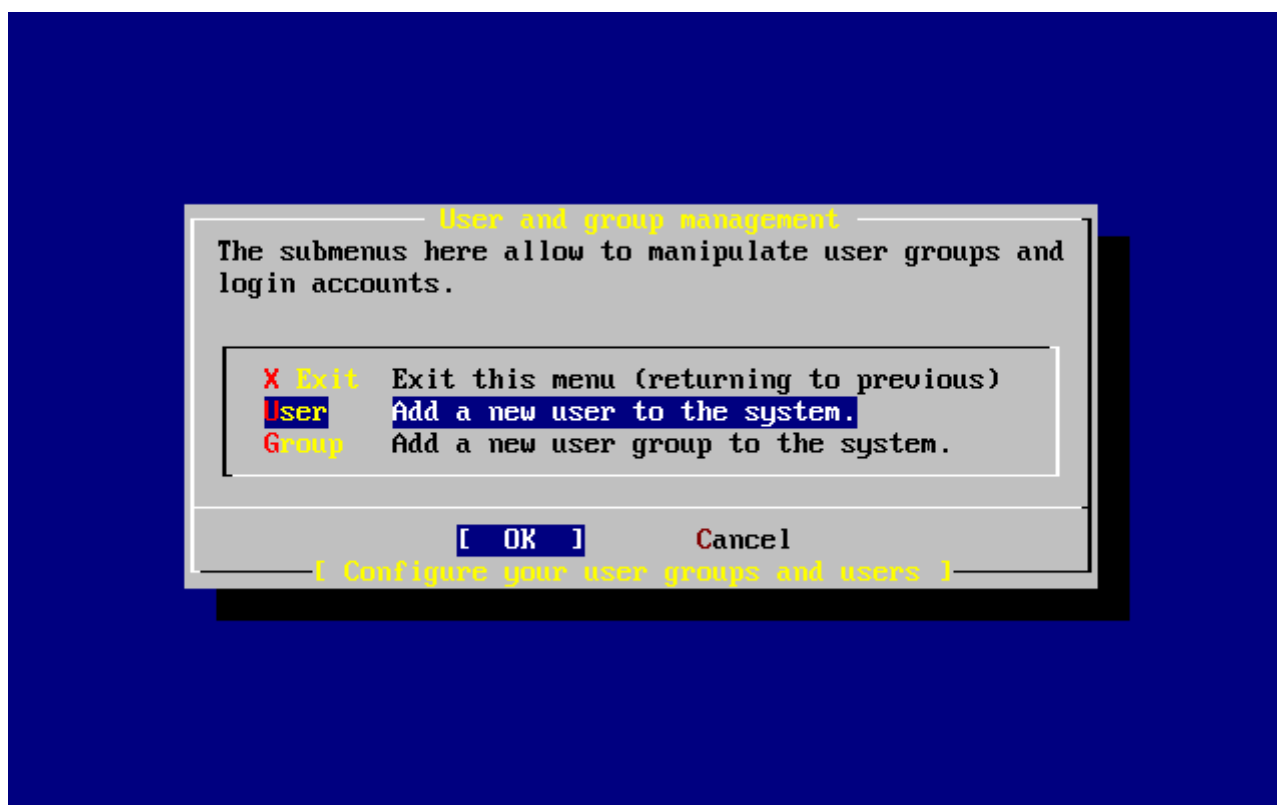 User and group management
The submenus here allow to manipulate user groups and
login accounts.
X Exit Exit this menu (returning to previous)
User Add a new user to the system.
Group Add a new user group to the system.
[ OK ] Cancel
[ Configure your user groups and users ]